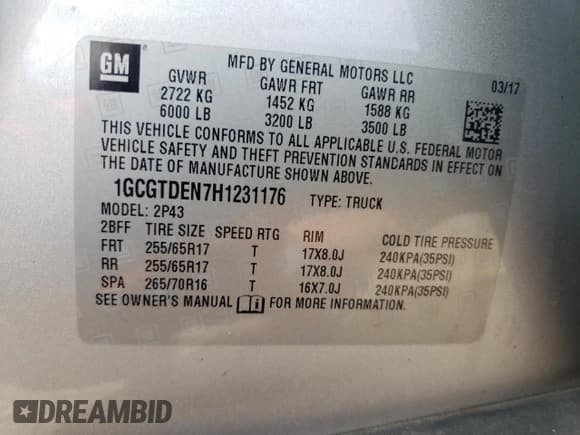 GM
MFD BY GENERAL MOTORS LLC 03/17
GVWR GAWR FRT GAWR RR
2722 KG 1452 KG 1588 KG
6000 LB 3200 LB 3500 LB
THIS VEHICLE CONFORMS TO ALL APPLICABLE U.S. FEDERAL MOTOR
VEHICLE SAFETY AND THEFT PREVENTION STANDARDS IN EFFECT ON
THE DATE OF MANUFACTURE SHOWN ABOVE.
1GCGTDEN7H1231176 TYPE: TRUCK
MODEL: 2P43
2BFF TIRE SIZE SPEED RTG RIM COLD TIRE PRESSURE
FRT 255/65R17 T 17X8.0J 240KPA(35PSI)
RR 255/65R17 T 17X8.0J 240KPA(35PSI)
SPA 265/70R16 T 16X7.0J 240KPA(35PSI)
SEE OWNER'S MANUAL i FOR MORE INFORMATION.
DREAMBID